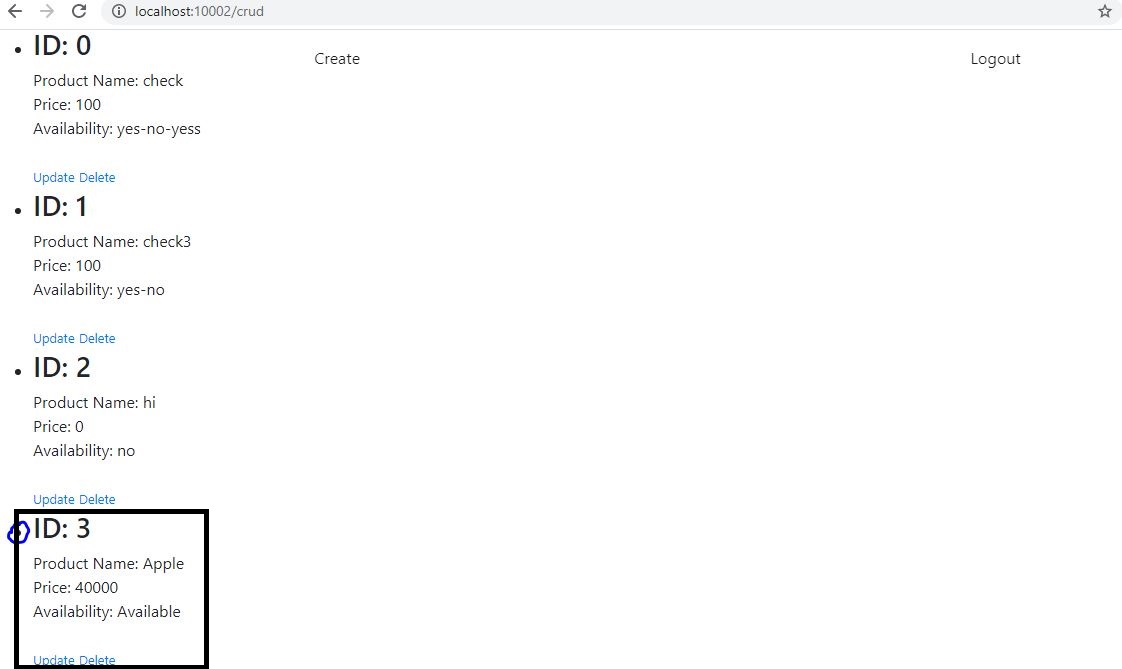 localhost:10002/crud
Create
Logout
ID: 0
Product Name: check
Price: 100
Availability: yes-no-yess
Update Delete
ID: 1
Product Name: check3
Price: 100
Availability: yes-no
Update Delete
ID: 2
Product Name: hi
Price: 0
Availability: no
Update Delete
ID: 3
Product Name: Apple
Price: 40000
Availability: Available
Update Delete